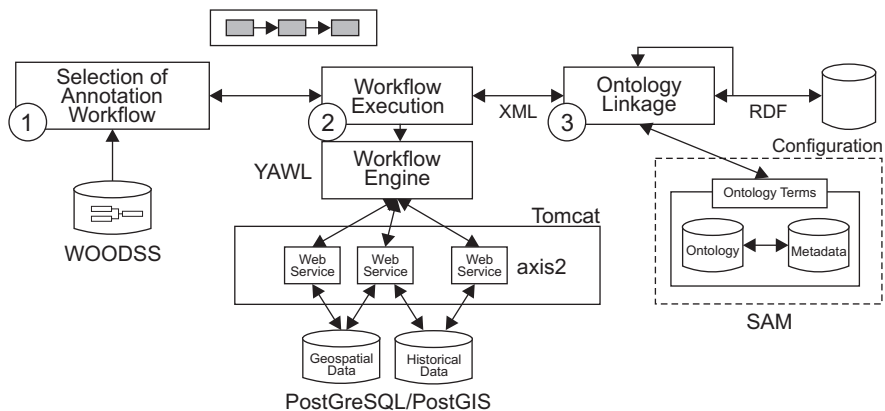 Selection of
Annotation
Workflow
1
Workflow
Execution
2
XML
Ontology
Linkage
3
RDF
Configuration
YAWL
Workflow
Engine
WOODSS
Tomcat
Web
Service
Web
Service
Web
Service
axis2
Ontology Terms
Ontology
Metadata
SAM
Geospatial
Data
Historical
Data
PostGreSQL/PostGIS